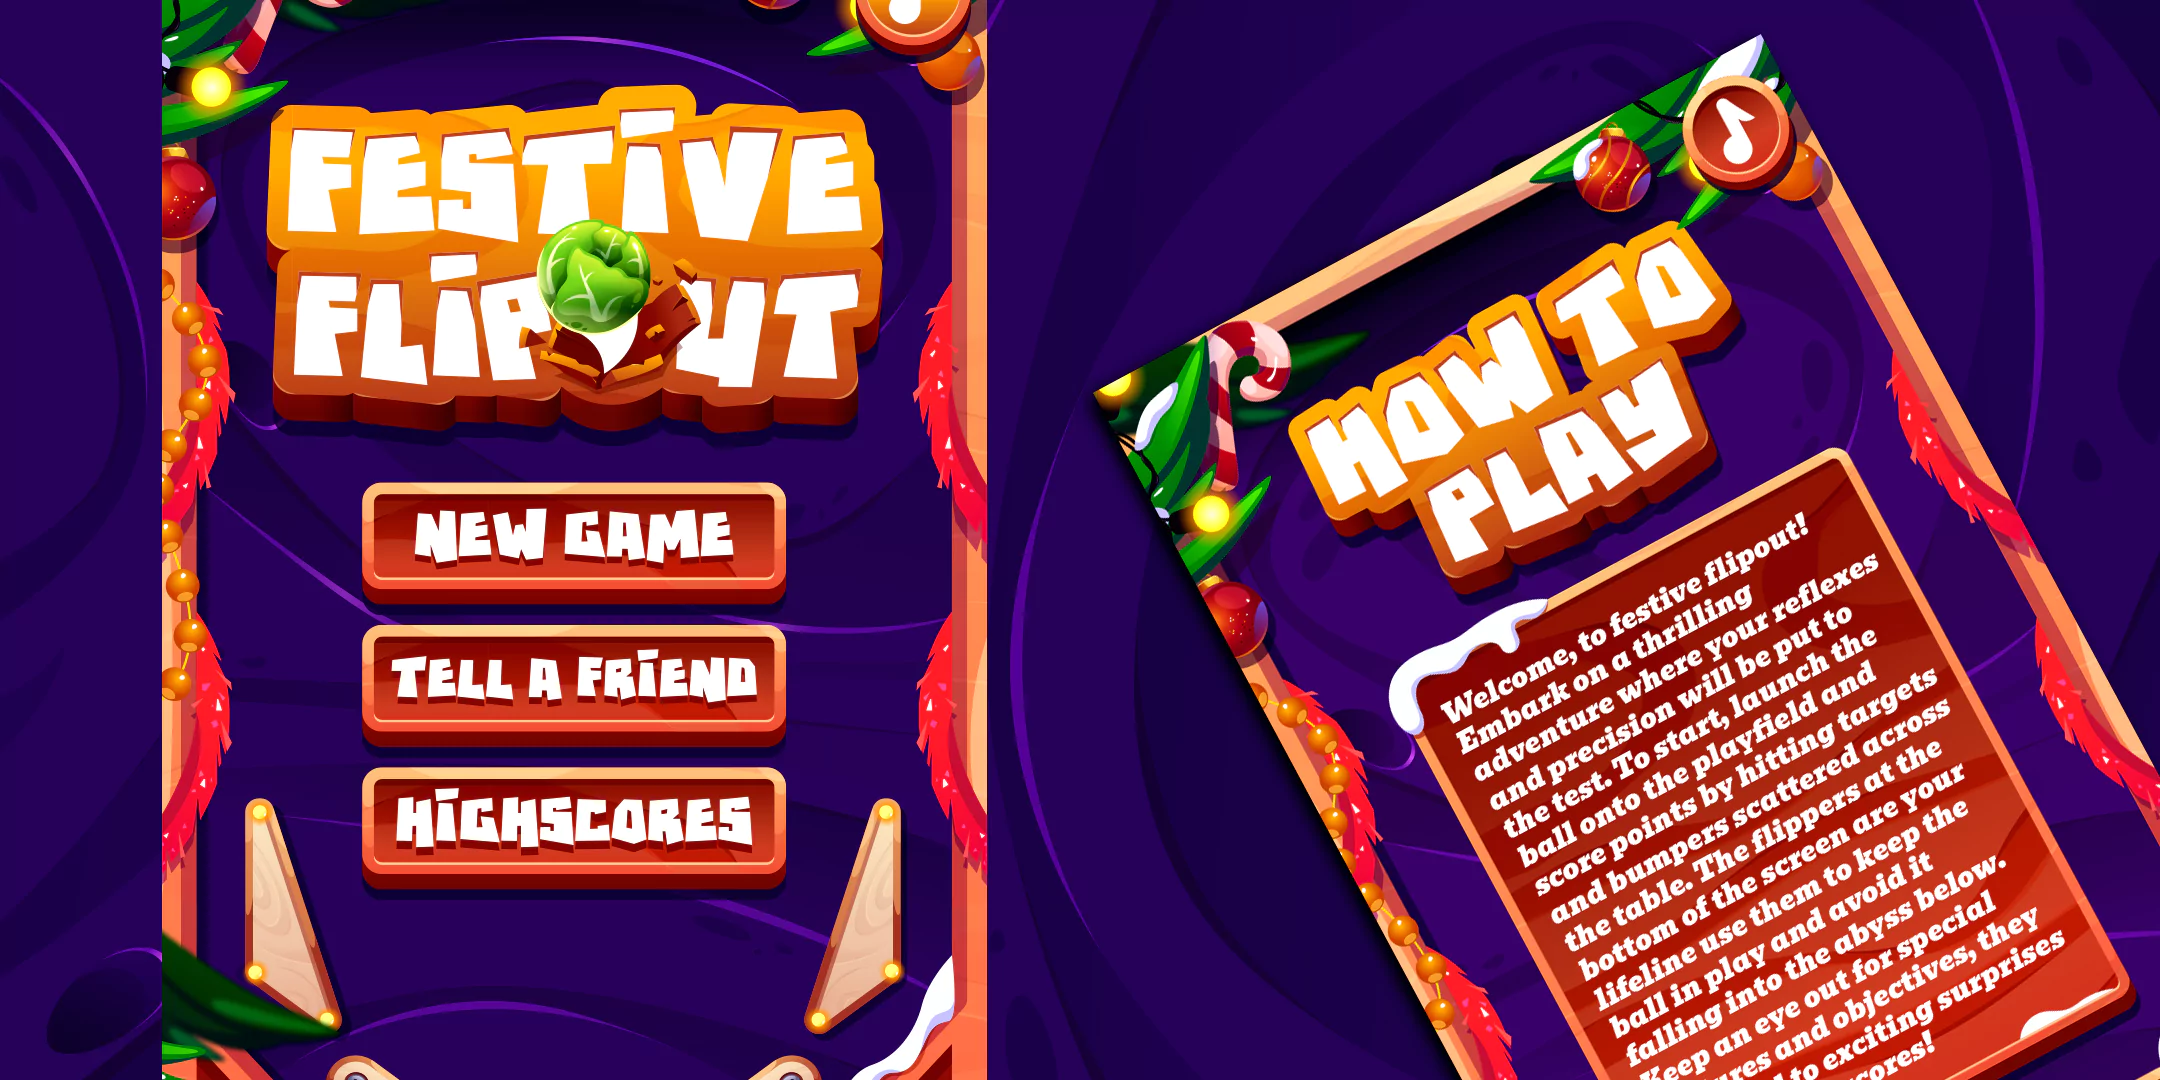 FESTIVE
FLIPOUT
NEW GAME
TELL A FRIEND
HIGHSCORES
HOW TO
PLAY
Welcome, to festive flipout!
Embark on a thrilling
adventure where your reflexes
and precision will be put to
the test. To start, launch the
ball onto the playfield and
score points by hitting targets
and bumpers scattered across
the table. The flippers at the
bottom of the screen are your
lifeline use them to keep the
ball in play and avoid it
falling into the abyss below.
Keep an eye out for special
and objectives, they
to exciting surprises